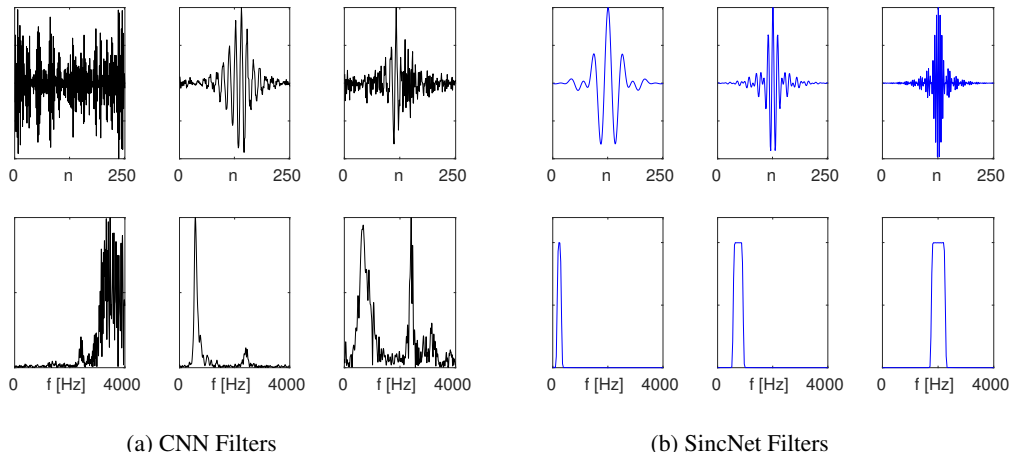 0 n 250 0 n 250 0 n 250 0 n 250 0 n 250 0 n 250
0 f [Hz] 4000 0 f [Hz] 4000 0 f [Hz] 4000 0 f [Hz] 4000 0 f [Hz] 4000 0 f [Hz] 4000
(a) CNN Filters
(b) SincNet Filters